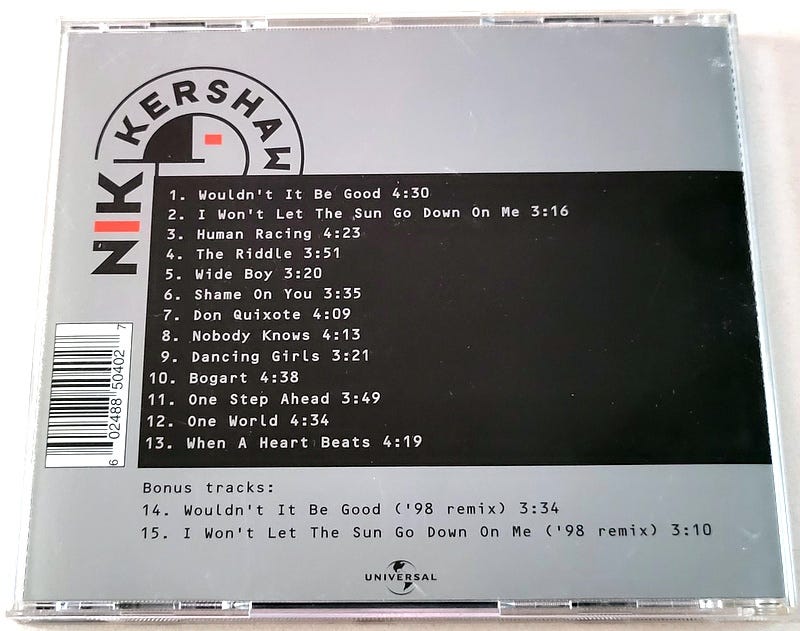 NIK KERSHAW
1. Wouldn't It Be Good 4:30
2. I Won't Let The Sun Go Down On Me 3:16
3. Human Racing 4:23
4. The Riddle 3:51
5. Wide Boy 3:20
6. Shame On You 3:35
7. Don Quixote 4:09
8. Nobody Knows 4:13
9. Dancing Girls 3:21
10. Bogart 4:38
11. One Step Ahead 3:49
12. One World 4:34
13. When A Heart Beats 4:19
6 02488 50402 7
Bonus tracks:
14. Wouldn't It Be Good ('98 remix) 3:34
15. I Won't Let The Sun Go Down On Me ('98 remix) 3:10
UNIVERSAL